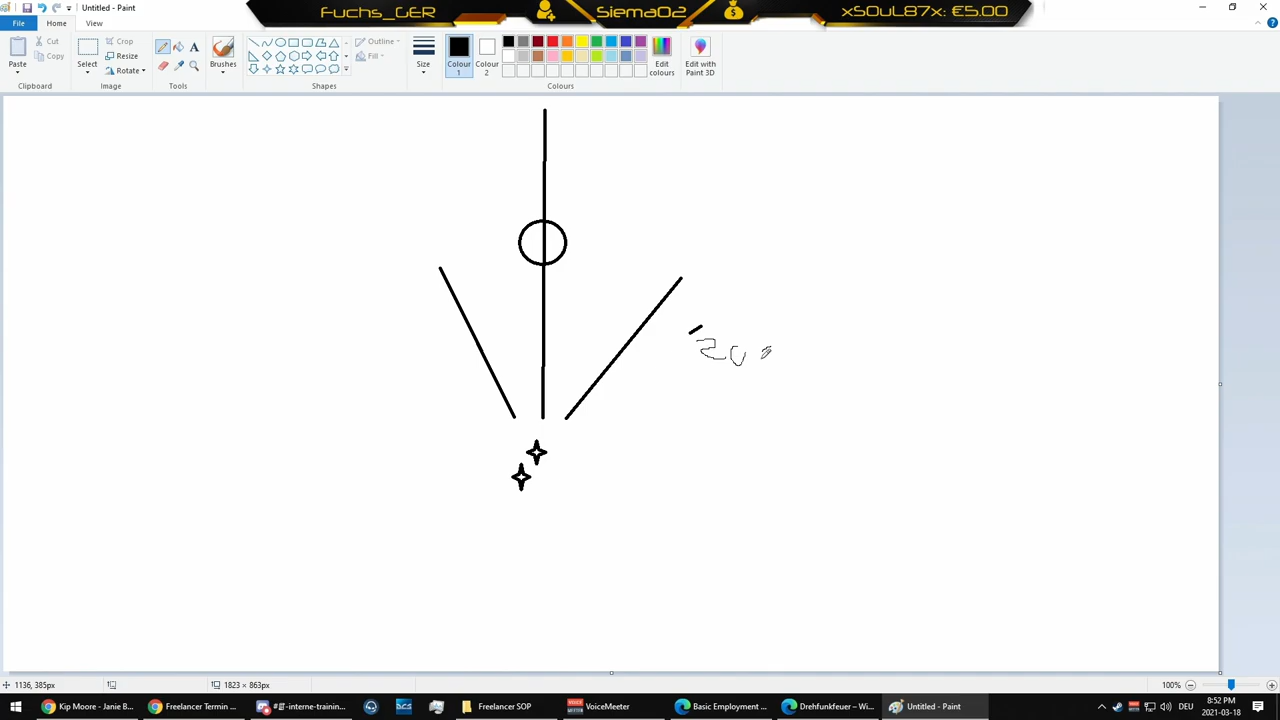 Fuchs_GER
Siema02
xS0uL87x: €5.00
Untitled - Paint
File
Home
View
Paste
Cut
Copy
Clipboard
Select
Crop
Resize
Rotate
Image
Tools
Brushes
Shapes
Outline
Fill
Size
Colour
1
Colour
2
Edit
colours
Edit with
Paint 3D
Colours
1136, 385px
1823 × 863px
100%
Kip Moore - Janie B...
Freelancer Termin ...
#🎓-interne-trainin...
DCS
Freelancer SOP
VOICE
MEETER
VoiceMeeter
Basic Employment ...
Drehfunkfeuer – Wi...
Untitled - Paint
DEU
8:52 PM
2021-03-18